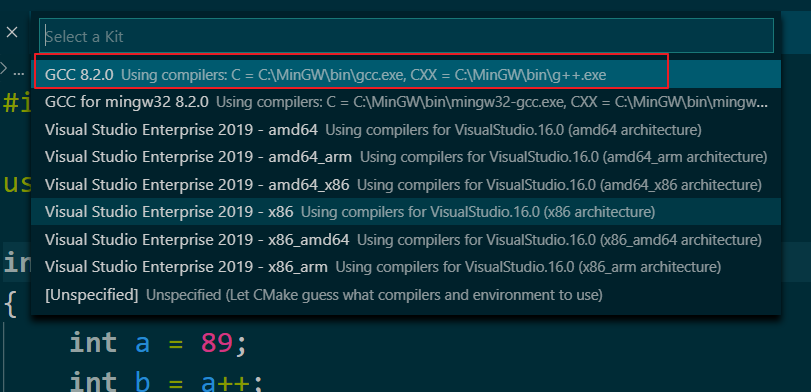 Select a Kit
GCC 8.2.0 Using compilers: C = C:\MinGW\bin\gcc.exe, CXX = C:\MinGW\bin\g++.exe
GCC for mingw32 8.2.0 Using compilers: C = C:\MinGW\bin\mingw32-gcc.exe, CXX = C:\MinGW\bin\mingw...
Visual Studio Enterprise 2019 - amd64 Using compilers for VisualStudio.16.0 (amd64 architecture)
Visual Studio Enterprise 2019 - amd64_arm Using compilers for VisualStudio.16.0 (amd64_arm architecture)
Visual Studio Enterprise 2019 - amd64_x86 Using compilers for VisualStudio.16.0 (amd64_x86 architecture)
Visual Studio Enterprise 2019 - x86 Using compilers for VisualStudio.16.0 (x86 architecture)
Visual Studio Enterprise 2019 - x86_amd64 Using compilers for VisualStudio.16.0 (x86_amd64 architecture)
Visual Studio Enterprise 2019 - x86_arm Using compilers for VisualStudio.16.0 (x86_arm architecture)
[Unspecified] Unspecified (Let CMake guess what compilers and environment to use)
> ...
#i
us
in
{
int a = 89;
int b = a++;